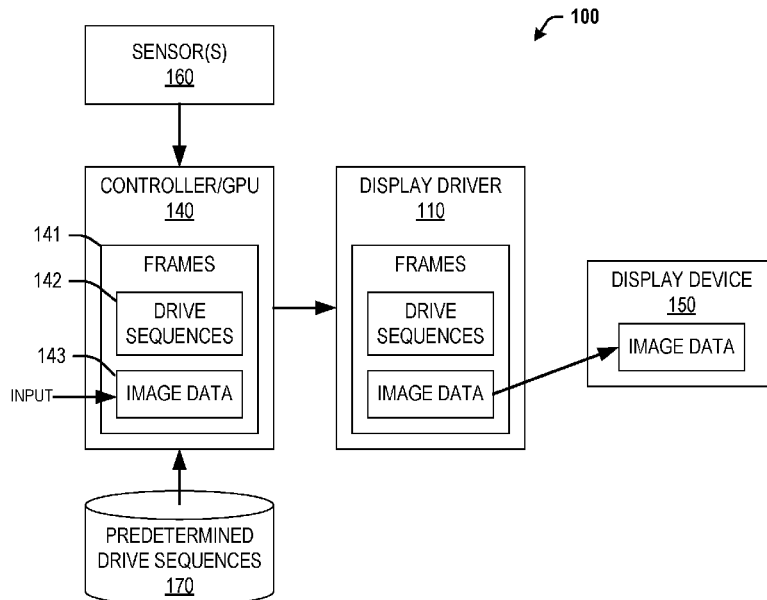 100
SENSOR(S)
160
CONTROLLER/GPU
140
141
FRAMES
142
DRIVE
SEQUENCES
143
IMAGE DATA
INPUT
DISPLAY DRIVER
110
FRAMES
DRIVE
SEQUENCES
IMAGE DATA
DISPLAY DEVICE
150
IMAGE DATA
PREDETERMINED
DRIVE SEQUENCES
170